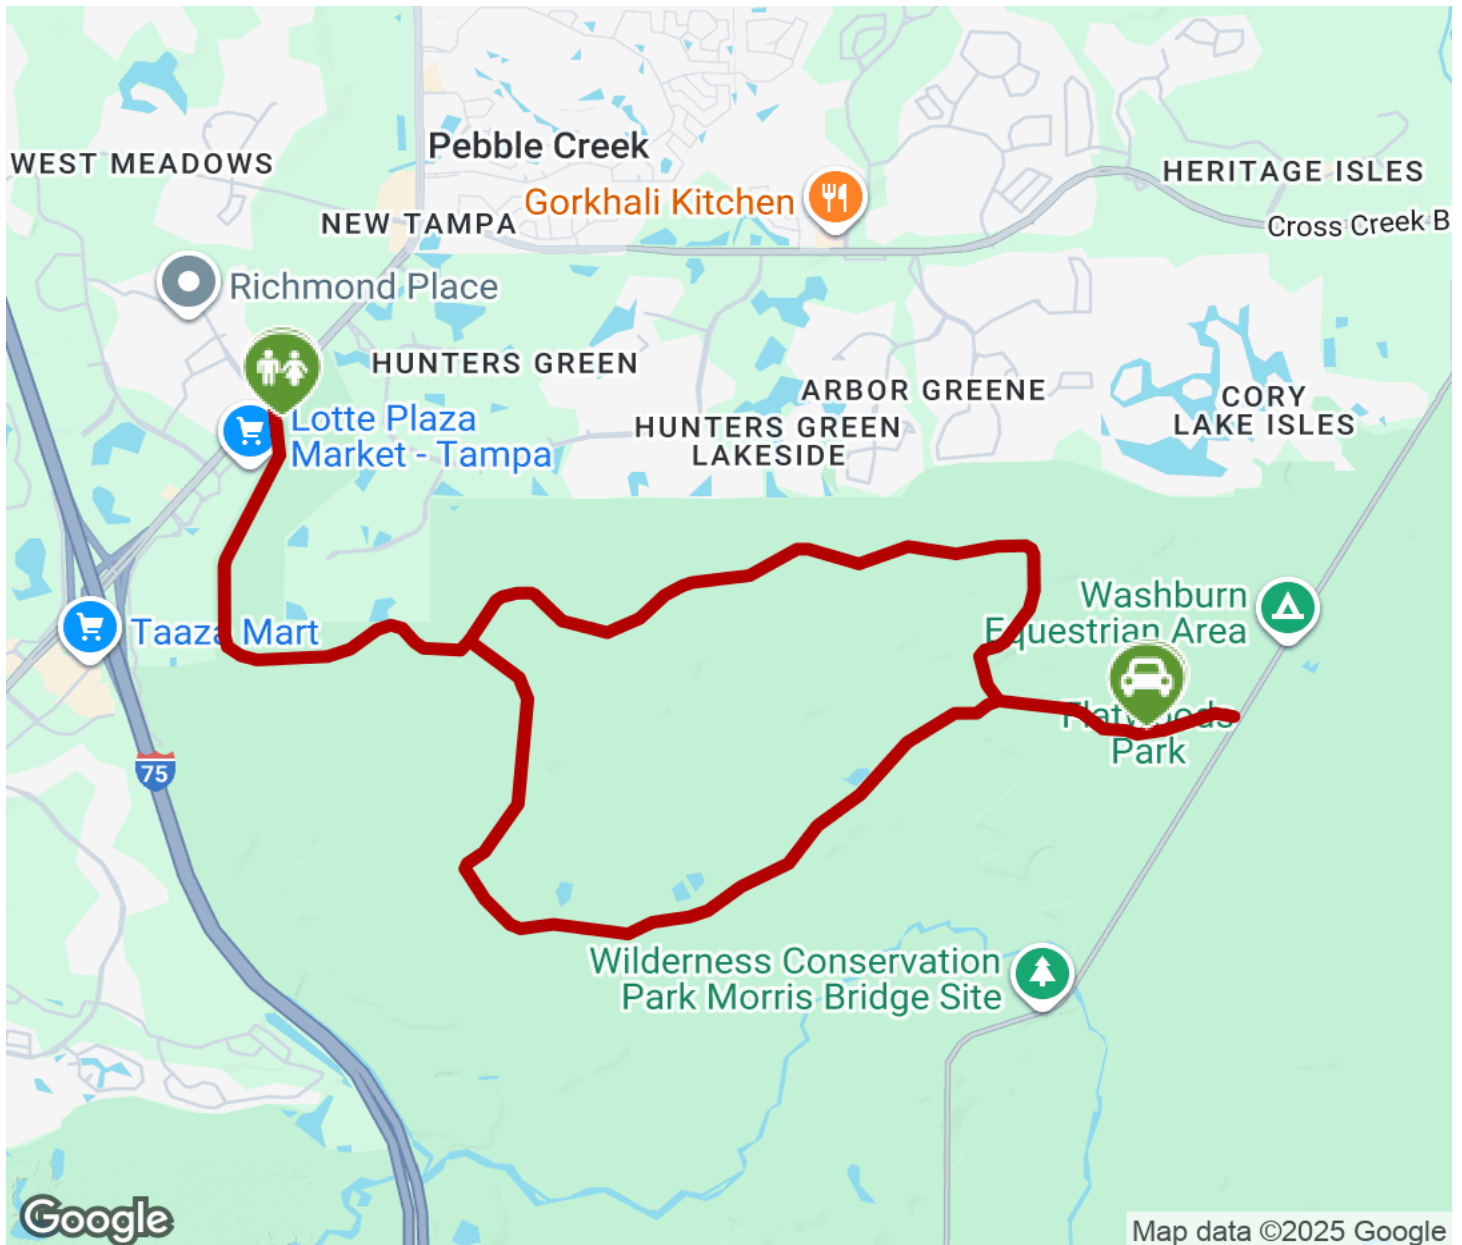 Pebble Creek
WEST MEADOWS
HERITAGE ISLES
Gorkhali Kitchen
NEW TAMPA
Cross Creek B
Richmond Place
HUNTERS GREEN
ARBOR GREENE
CORY
LAKE ISLES
Lotte Plaza
Market - Tampa
HUNTERS GREEN
LAKESIDE
Washburn
Equestrian Area
Taaza Mart
Flatwoods
Park
75
Wilderness Conservation
Park Morris Bridge Site
Google
Map data ©2025 Google